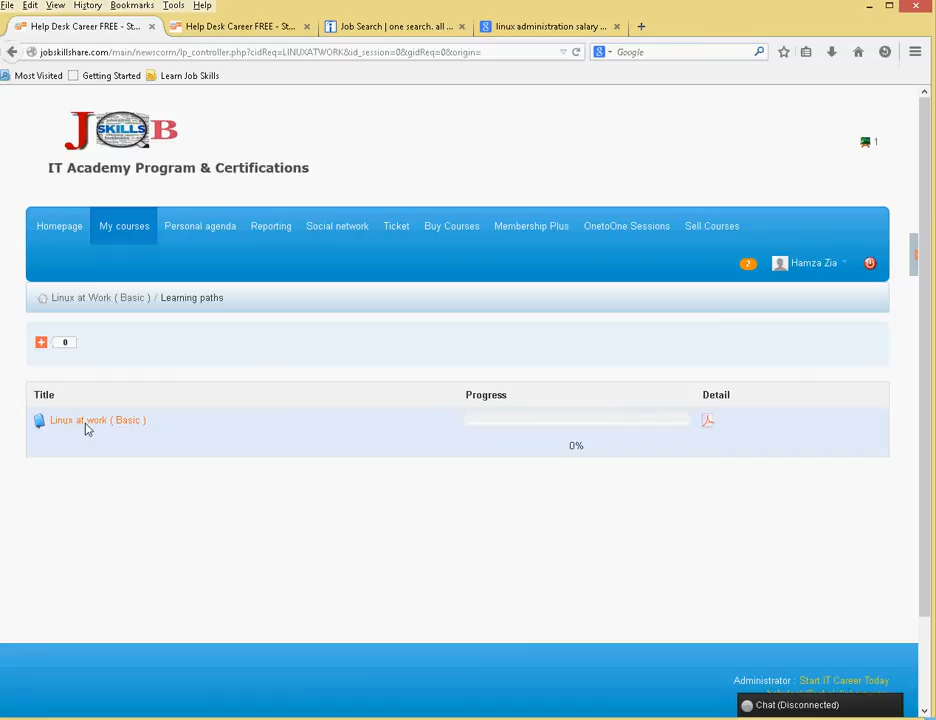 File Edit View History Bookmarks Tools Help
Help Desk Career FREE - St... × Help Desk Career FREE - St... × Job Search | one search. all ... × linux administration salary ... × +
jobskillshare.com/main/newscorm/lp_controller.php?cidReq=LINUXATWORK&id_session=0&gidReq=0&origin=
Google
Most Visited Getting Started Learn Job Skills
JOB SKILLS
IT Academy Program & Certifications
1
Homepage My courses Personal agenda Reporting Social network Ticket Buy Courses Membership Plus OnetoOne Sessions Sell Courses
2 Hamza Zia
Linux at Work ( Basic ) / Learning paths
0
Title Progress Detail
Linux at work ( Basic )
0%
Administrator : Start IT Career Today
Chat (Disconnected)